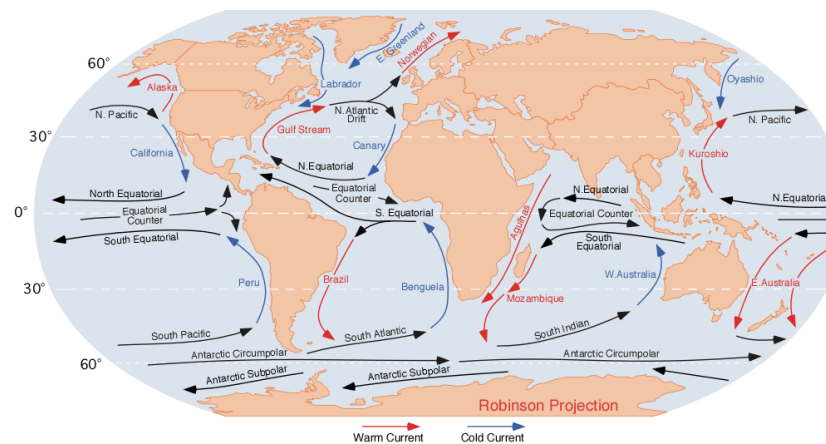 E. Greenland
Norwegian
60°
Labrador
Oyashio
Alaska
N. Pacific
N. Atlantic
Drift
N. Pacific
Gulf Stream
30°
California
Canary
Kuroshio
N.Equatorial
North Equatorial
Equatorial
Counter
N.Equatorial
N.Equatorial
0°
Equatorial
Counter
S. Equatorial
Agulhas
Equatorial Counter
South Equatorial
South
Equatorial
Peru
Brazil
Benguela
W.Australia
E.Australia
30°
Mozambique
South Pacific
South Atlantic
South Indian
Antarctic Circumpolar
Antarctic Circumpolar
60°
Antarctic Subpolar
Antarctic Subpolar
Robinson Projection
Warm Current
Cold Current